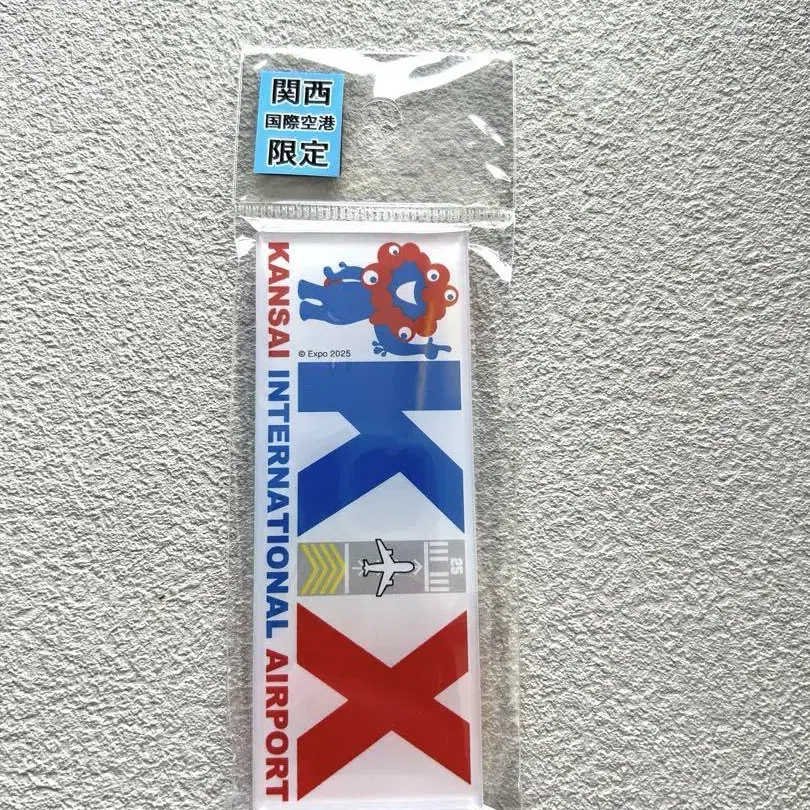 関西
国際空港
限定
© Expo 2025
KIX
25
KANSAI INTERNATIONAL AIRPORT